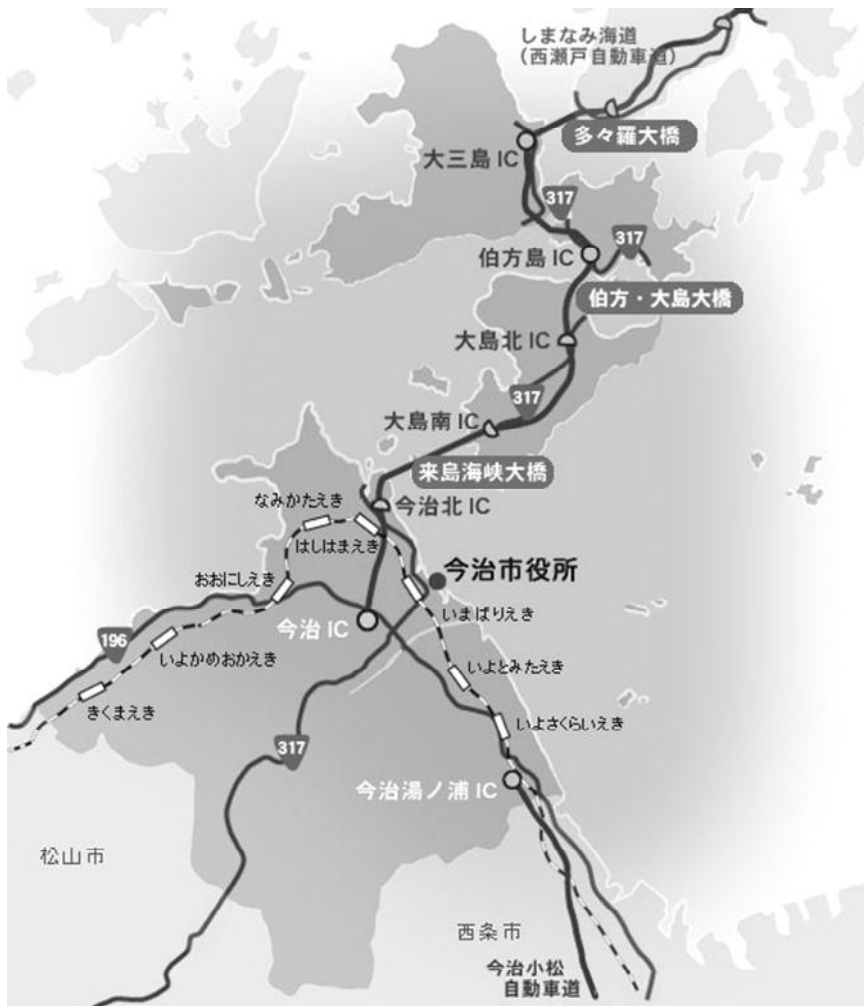 しまなみ海道
(西瀬戸自動車道)
多々羅大橋
大三島 IC
317
317
伯方島 IC
伯方・大島大橋
大島北 IC
317
大島南 IC
来島海峡大橋
なみかたえき
今治北 IC
はしはまえき
おおにしえき
今治市役所
いまばりえき
今治 IC
196
いよかめおかえき
いよとみたえき
きくまえき
いよさくらいえき
317
今治湯ノ浦 IC
松山市
西条市
今治小松
自動車道